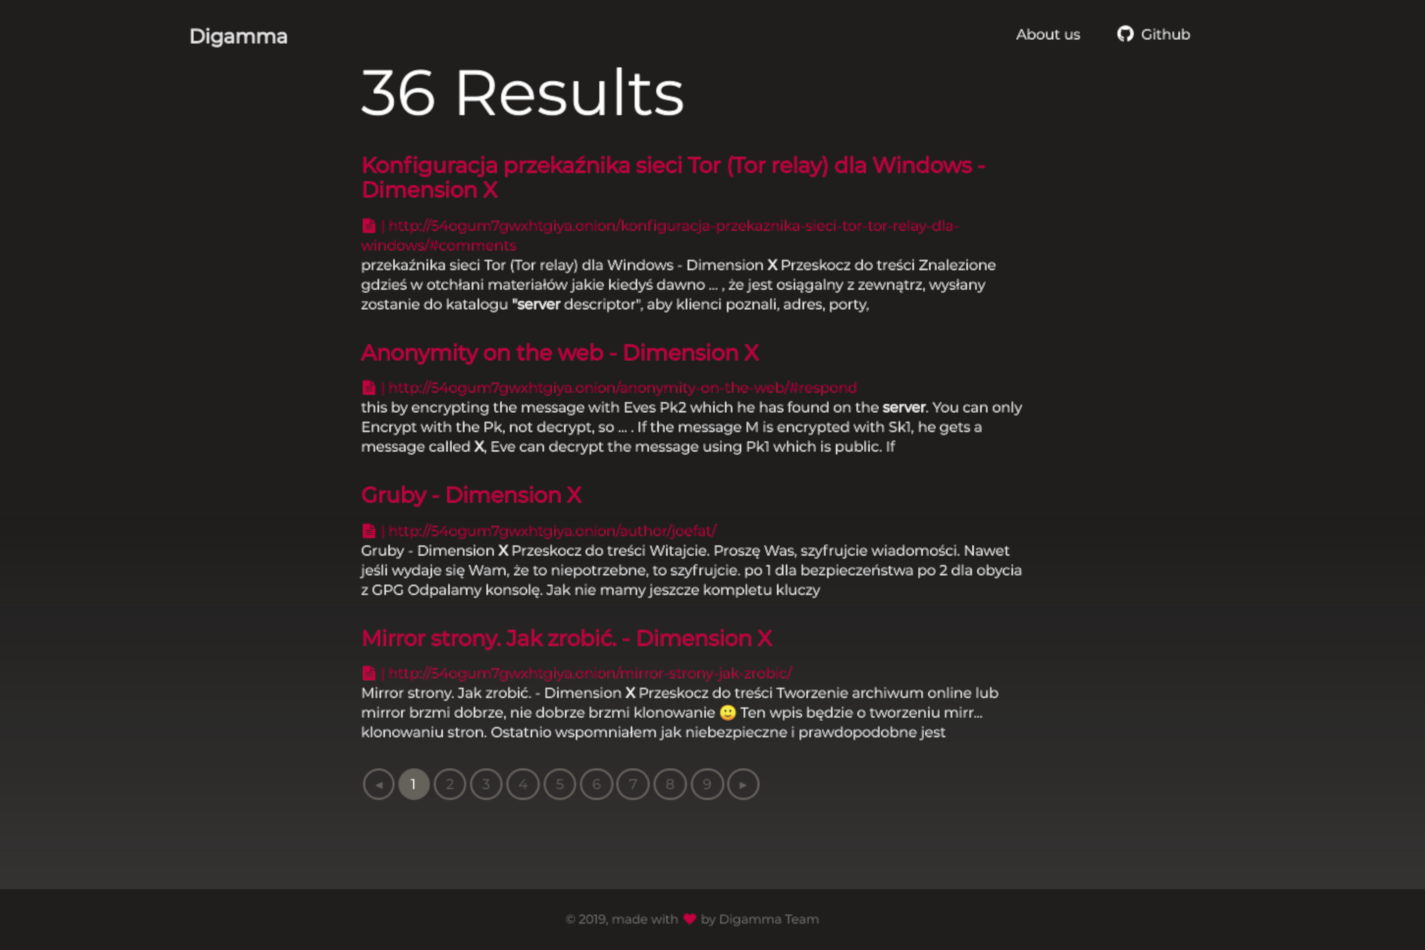 Digamma
About us
Github
36 Results
Konfiguracja przekaźnika sieci Tor (Tor relay) dla Windows -
Dimension X
| http://54ogum7gwxhtgiya.onion/konfiguracja-przekaznika-sieci-tor-tor-relay-dla-
windows/#comments
przekaźnika sieci Tor (Tor relay) dla Windows - Dimension X Przeskocz do treści Znalezione
gdzieś w otchłani materiałów jakie kiedyś dawno ... , że jest osiągalny z zewnątrz, wysłany
zostanie do katalogu "server descriptor", aby klienci poznali, adres, porty,
Anonymity on the web - Dimension X
| http://54ogum7gwxhtgiya.onion/anonymity-on-the-web/#respond
this by encrypting the message with Eves Pk2 which he has found on the server. You can only
Encrypt with the Pk, not decrypt, so ... . If the message M is encrypted with Sk1, he gets a
message called X, Eve can decrypt the message using Pk1 which is public. If
Gruby - Dimension X
| http://54ogum7gwxhtgiya.onion/author/joefat/
Gruby - Dimension X Przeskocz do treści Witajcie. Proszę Was, szyfrujcie wiadomości. Nawet
jeśli wydaje się Wam, że to niepotrzebne, to szyfrujcie. po 1 dla bezpieczeństwa po 2 dla obycia
z GPG Odpalamy konsolę. Jak nie mamy jeszcze kompletu kluczy
Mirror strony. Jak zrobić. - Dimension X
| http://54ogum7gwxhtgiya.onion/mirror-strony-jak-zrobic/
Mirror strony. Jak zrobić. - Dimension X Przeskocz do treści Tworzenie archiwum online lub
mirror brzmi dobrze, nie dobrze brzmi klonowanie 🙂 Ten wpis będzie o tworzeniu mirr...
klonowaniu stron. Ostatnio wspomniałem jak niebezpieczne i prawdopodobne jest
◂ 1 2 3 4 5 6 7 8 9 ▸
© 2019, made with ❤ by Digamma Team